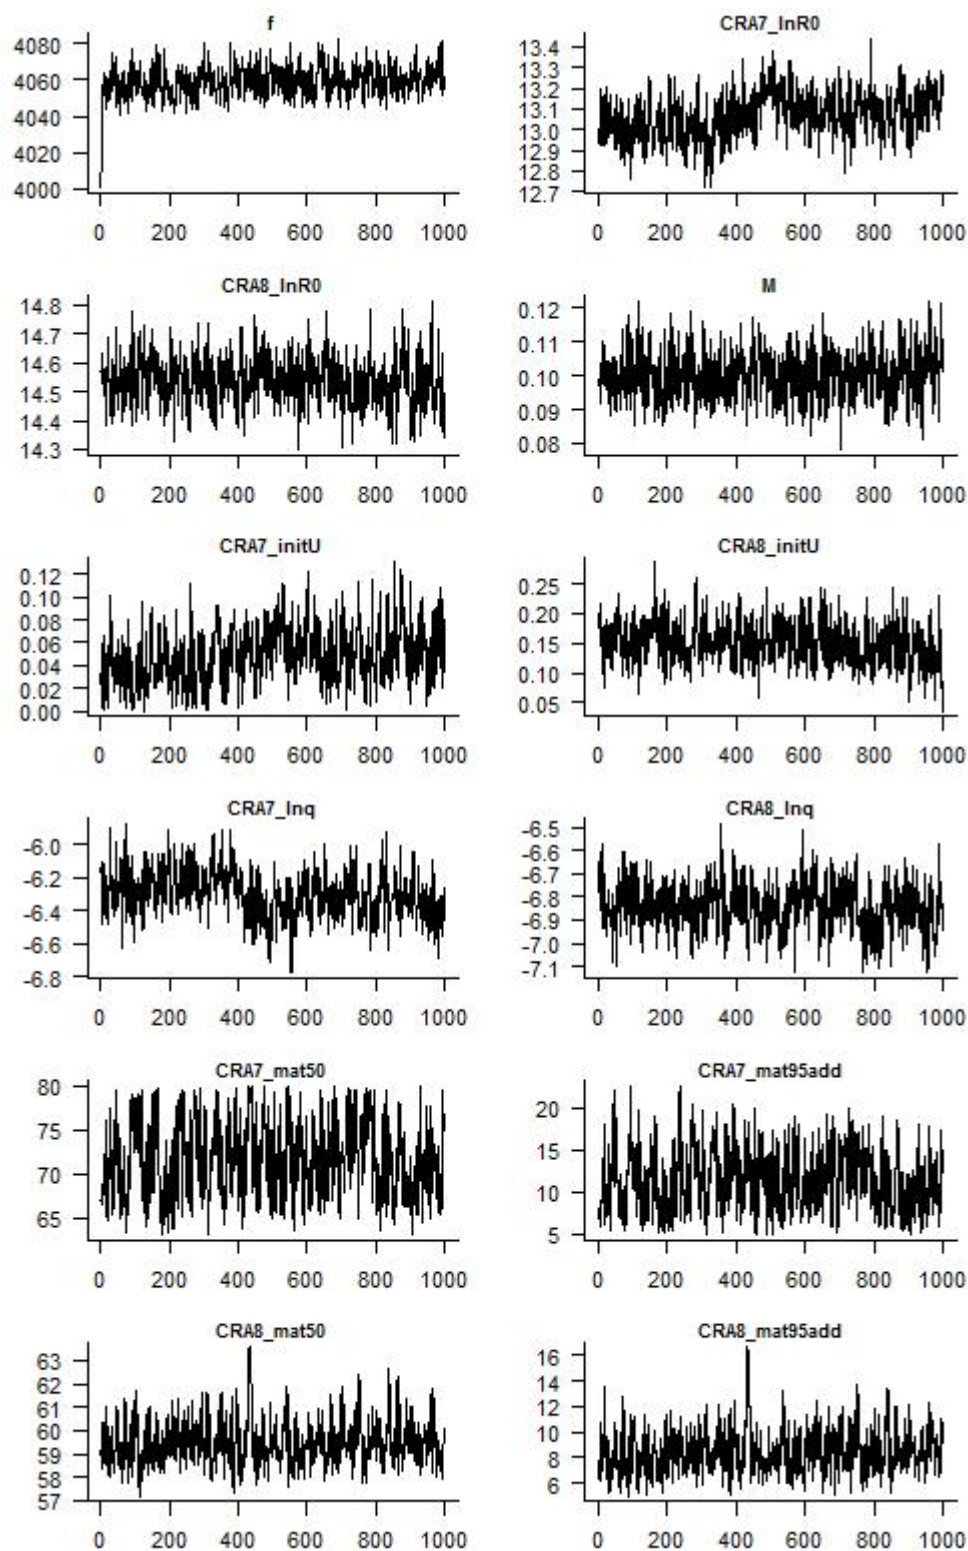 f
4080
4060
4040
4020
4000
0 200 400 600 800 1000
CRA7_lnR0
13.4
13.3
13.2
13.1
13.0
12.9
12.8
12.7
0 200 400 600 800 1000
CRA8_lnR0
14.8
14.7
14.6
14.5
14.4
14.3
0 200 400 600 800 1000
M
0.12
0.11
0.10
0.09
0.08
0 200 400 600 800 1000
CRA7_initU
0.12
0.10
0.08
0.06
0.04
0.02
0.00
0 200 400 600 800 1000
CRA8_initU
0.25
0.20
0.15
0.10
0.05
0 200 400 600 800 1000
CRA7_lnq
-6.0
-6.2
-6.4
-6.6
-6.8
0 200 400 600 800 1000
CRA8_lnq
-6.5
-6.6
-6.7
-6.8
-6.9
-7.0
-7.1
0 200 400 600 800 1000
CRA7_mat50
80
75
70
65
0 200 400 600 800 1000
CRA7_mat95add
20
15
10
5
0 200 400 600 800 1000
CRA8_mat50
63
62
61
60
59
58
57
0 200 400 600 800 1000
CRA8_mat95add
16
14
12
10
8
6
0 200 400 600 800 1000